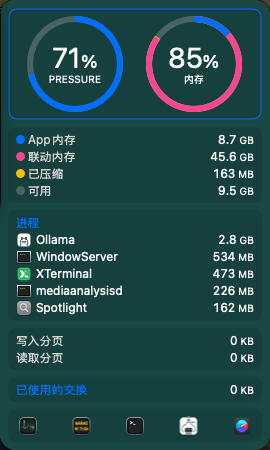 71%
PRESSURE
85%
内存
App内存 8.7 GB
联动内存 45.6 GB
已压缩 163 MB
可用 9.5 GB
进程
Ollama 2.8 GB
WindowServer 534 MB
XTerminal 473 MB
mediaanalysisd 226 MB
Spotlight 162 MB
写入分页 0 KB
读取分页 0 KB
已使用的交换 0 KB